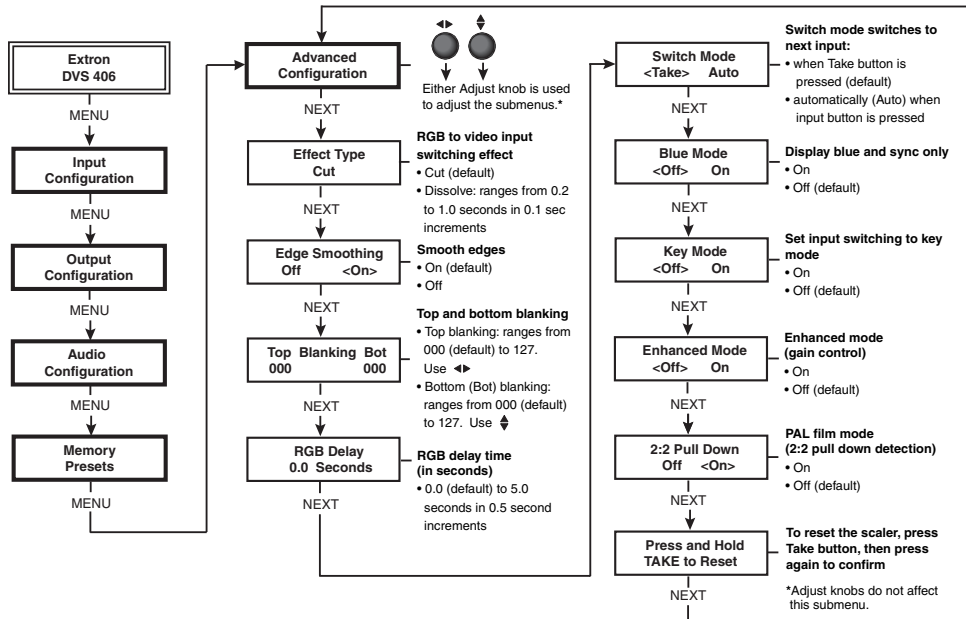 Extron
DVS 406
MENU
Input
Configuration
MENU
Output
Configuration
MENU
Audio
Configuration
MENU
Memory
Presets
MENU
Advanced
Configuration
Either Adjust knob is used
to adjust the submenus.*
NEXT
Effect Type
Cut
RGB to video input
switching effect
• Cut (default)
• Dissolve: ranges from 0.2
to 1.0 seconds in 0.1 sec
increments
NEXT
Edge Smoothing
Off <On>
Smooth edges
• On (default)
• Off
NEXT
Top Blanking Bot
000 000
Top and bottom blanking
• Top blanking: ranges from
000 (default) to 127.
Use ◄►
• Bottom (Bot) blanking:
ranges from 000 (default)
to 127. Use ▲▼
NEXT
RGB Delay
0.0 Seconds
RGB delay time
(in seconds)
• 0.0 (default) to 5.0
seconds in 0.5 second
increments
NEXT
Switch Mode
<Take> Auto
Switch mode switches to
next input:
• when Take button is
pressed (default)
• automatically (Auto) when
input button is pressed
NEXT
Blue Mode
<Off> On
Display blue and sync only
• On
• Off (default)
NEXT
Key Mode
<Off> On
Set input switching to key
mode
• On
• Off (default)
NEXT
Enhanced Mode
<Off> On
Enhanced mode
(gain control)
• On
• Off (default)
NEXT
2:2 Pull Down
Off <On>
PAL film mode
(2:2 pull down detection)
• On
• Off (default)
NEXT
Press and Hold
TAKE to Reset
To reset the scaler, press
Take button, then press
again to confirm
*Adjust knobs do not affect
this submenu.
NEXT